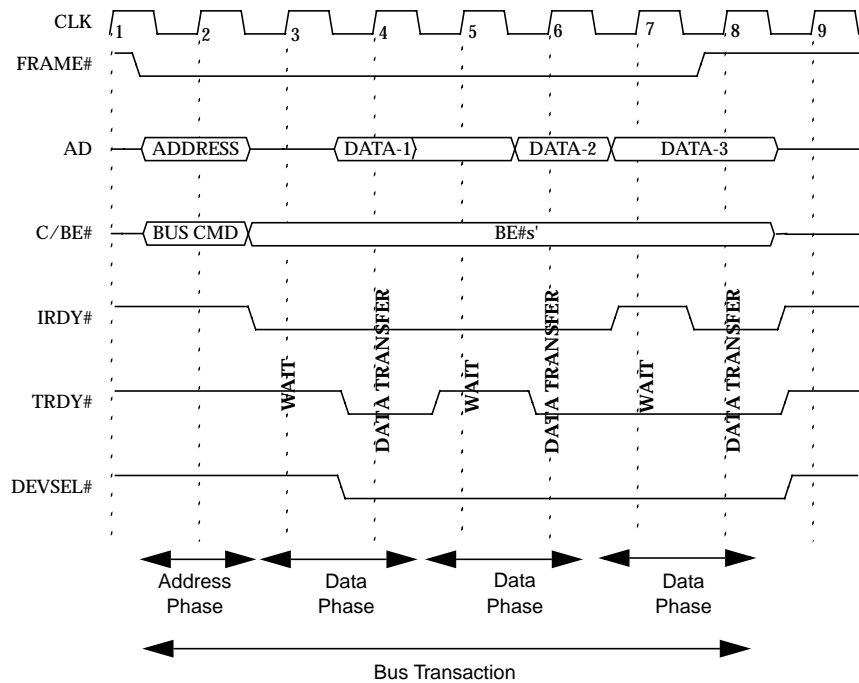 CLK
1 2 3 4 5 6 7 8 9
FRAME#
AD
ADDRESS
DATA-1
DATA-2
DATA-3
C/BE#
BUS CMD
BE#s'
IRDY#
TRDY#
WAIT
DATA TRANSFER
WAIT
DATA TRANSFER
WAIT
DATA TRANSFER
DEVSEL#
Address
Phase
Data
Phase
Data
Phase
Data
Phase
Bus Transaction